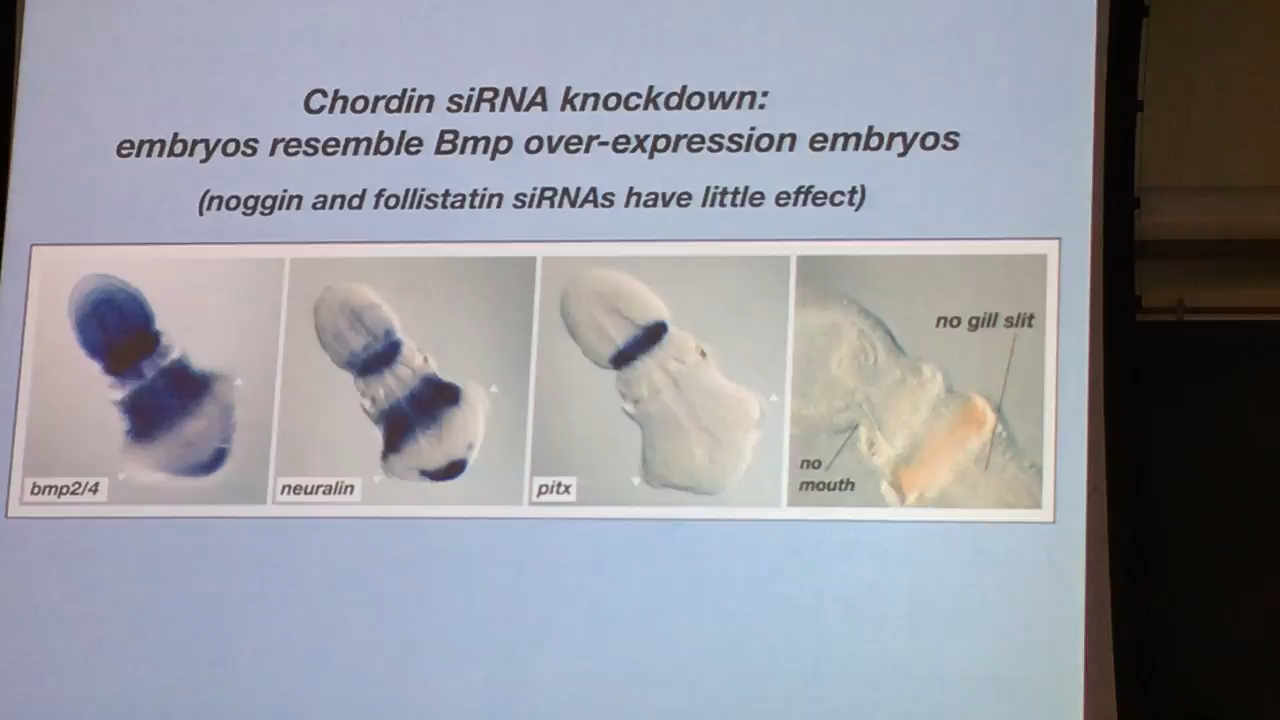 Chordin siRNA knockdown:
embryos resemble Bmp over-expression embryos
(noggin and follistatin siRNAs have little effect)
no gill slit
no
mouth
bmp2/4
neuralin
pitx